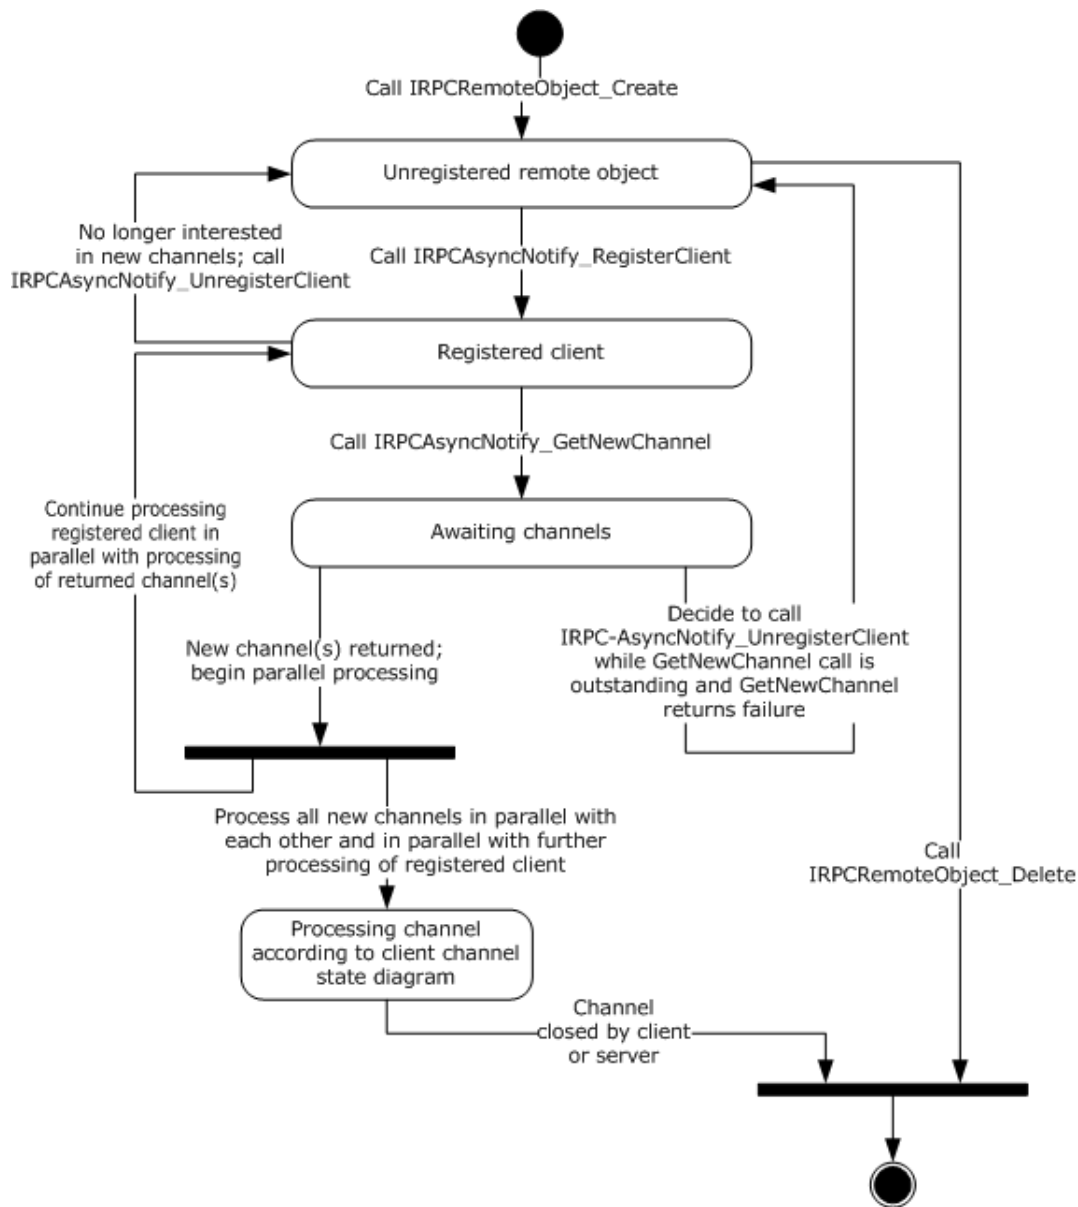 Call IRPCRemoteObject_Create
Unregistered remote object
No longer interested
in new channels; call
IRPCAsyncNotify_UnregisterClient
Call IRPCAsyncNotify_RegisterClient
Registered client
Call IRPCAsyncNotify_GetNewChannel
Continue processing
registered client in
parallel with processing
of returned channel(s)
Awaiting channels
New channel(s) returned;
begin parallel processing
Decide to call
IRPC-AsyncNotify_UnregisterClient
while GetNewChannel call is
outstanding and GetNewChannel
returns failure
Process all new channels in parallel with
each other and in parallel with further
processing of registered client
Call
IRPCRemoteObject_Delete
Processing channel
according to client channel
state diagram
Channel
closed by client
or server